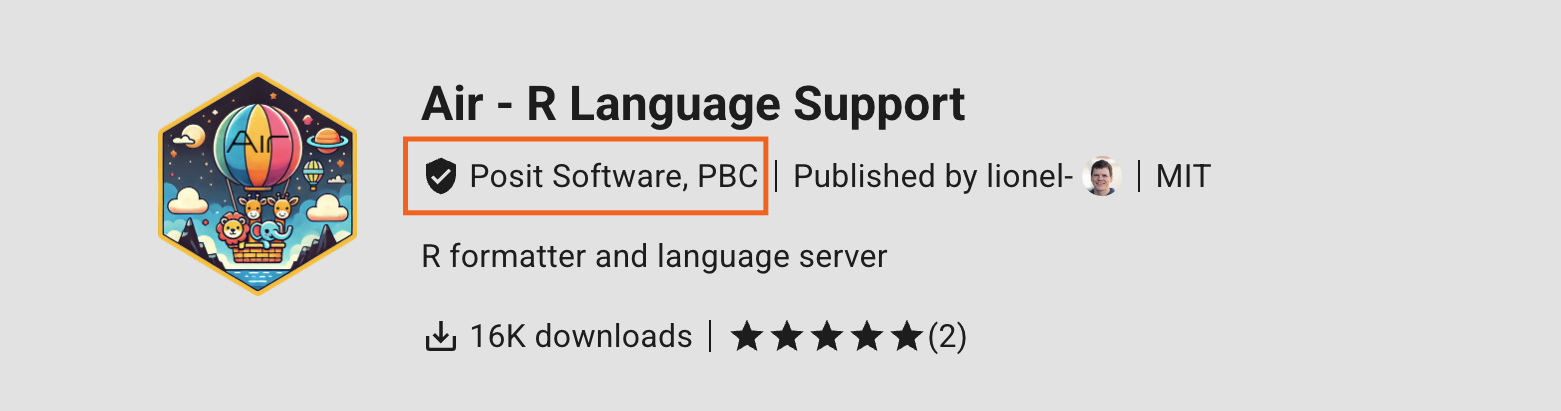 Air
Air - R Language Support
Posit Software, PBC | Published by lionel- | MIT
R formatter and language server
16K downloads | ★★★★★(2)